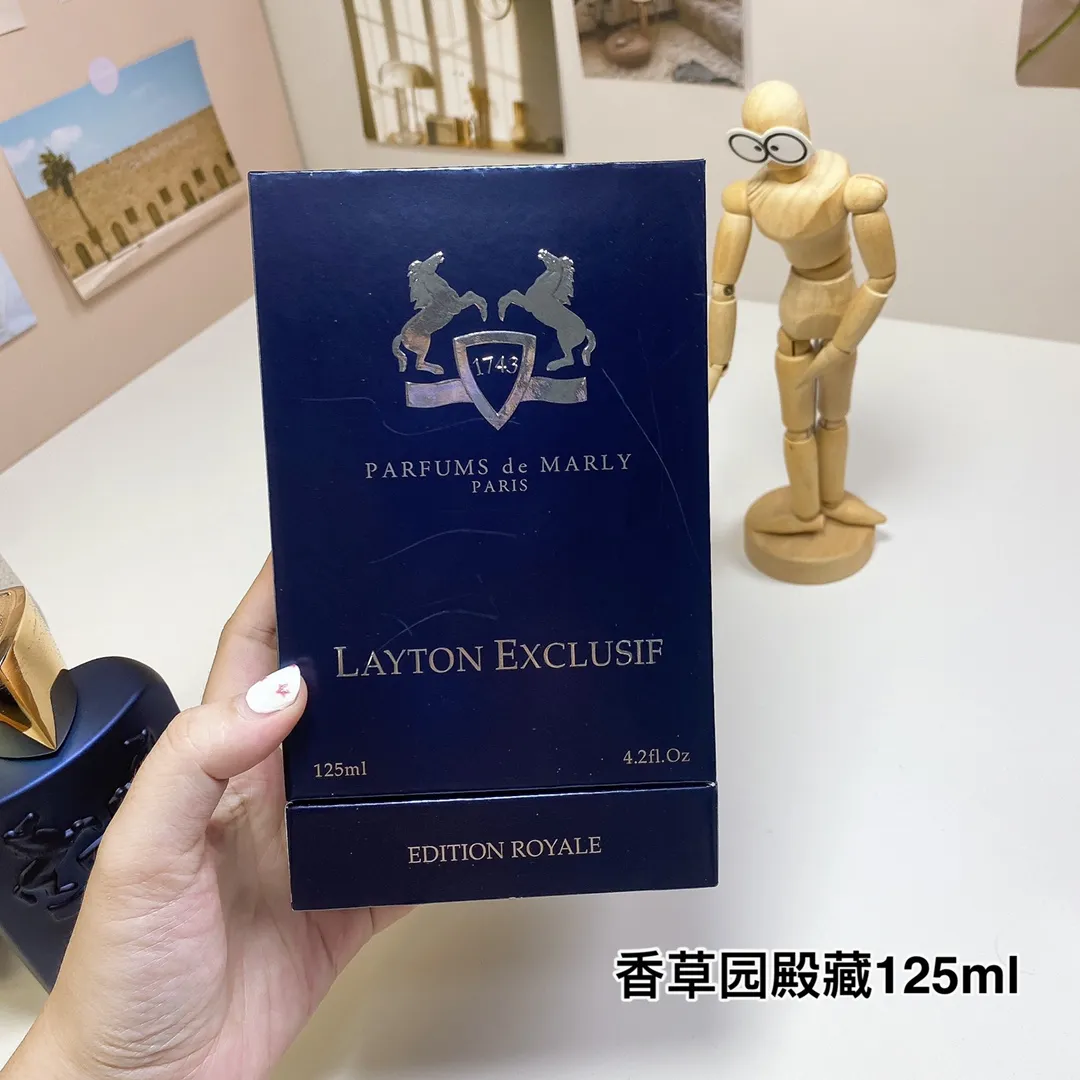 1743
PARFUMS de MARLY
PARIS
LAYTON EXCLUSIF
125ml
4.2fl.Oz
EDITION ROYALE
香草园殿藏125ml